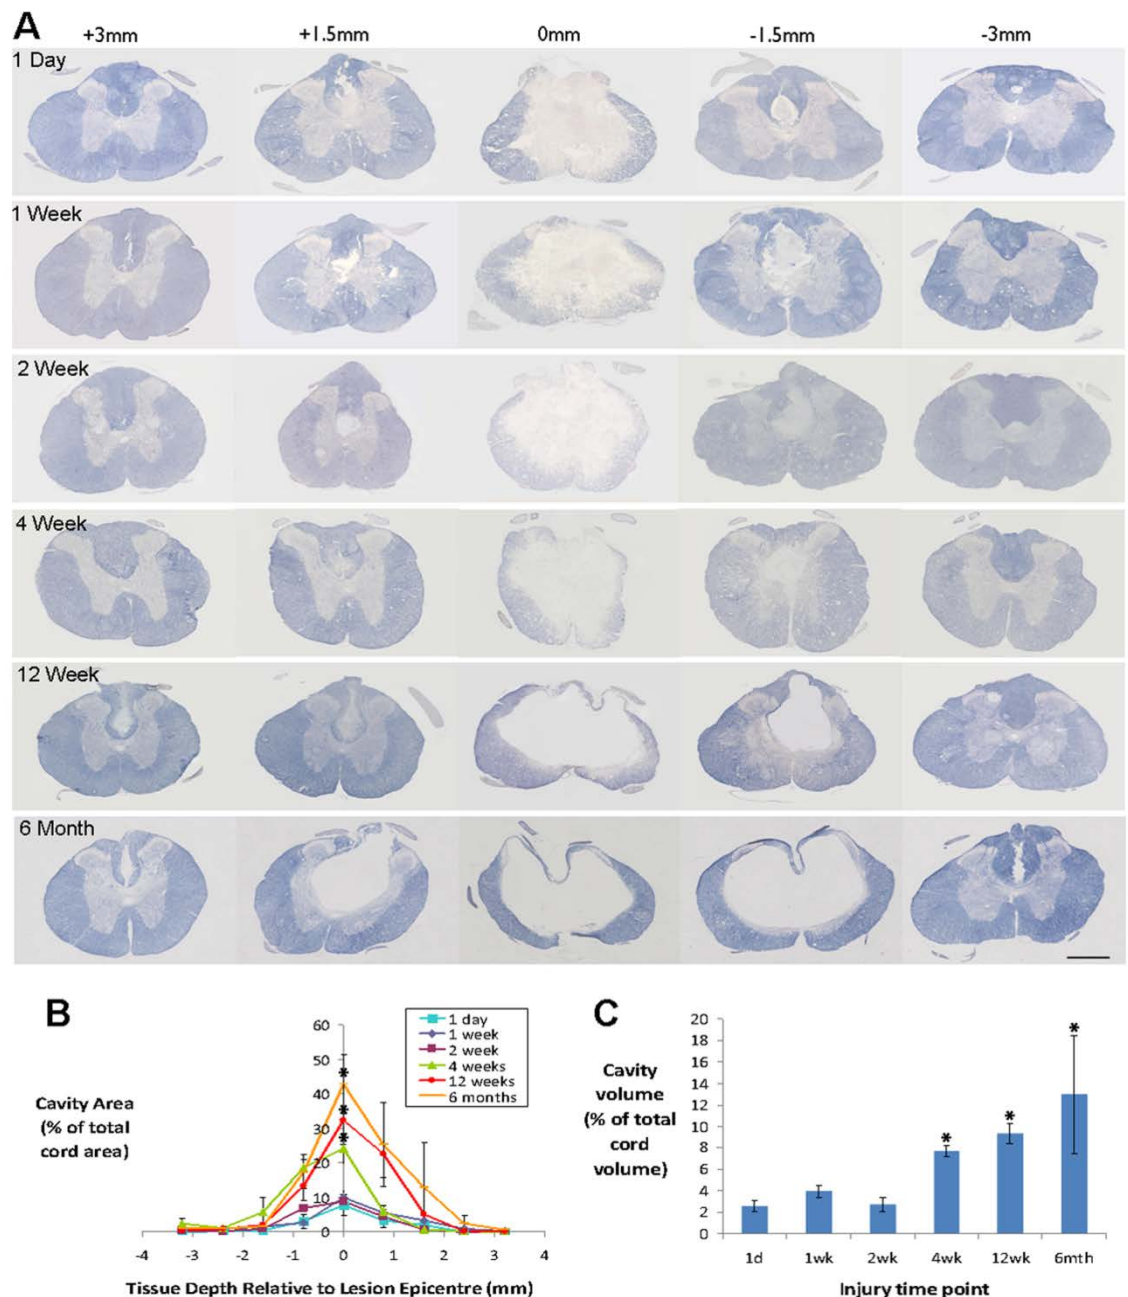 A
+3mm +1.5mm 0mm -1.5mm -3mm
1 Day
1 Week
2 Week
4 Week
12 Week
6 Month
B
Cavity Area
(% of total
cord area)
60
50
40
30
20
10
0
-4 -3 -2 -1 0 1 2 3 4
Tissue Depth Relative to Lesion Epicentre (mm)
1 day
1 week
2 week
4 weeks
12 weeks
6 months
* * *
C
Cavity
volume
(% of total
cord
volume)
20
18
16
14
12
10
8
6
4
2
0
* * *
1d 1wk 2wk 4wk 12wk 6mth
Injury time point